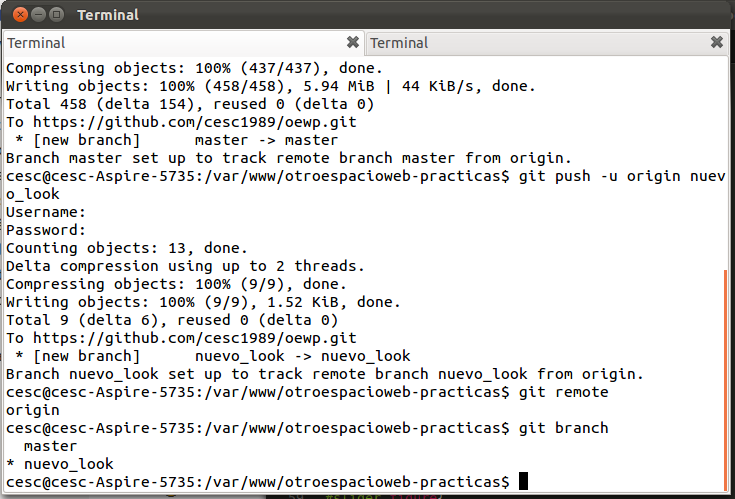 Terminal
Terminal
Terminal
Compressing objects: 100% (437/437), done.
Writing objects: 100% (458/458), 5.94 MiB | 44 KiB/s, done.
Total 458 (delta 154), reused 0 (delta 0)
To https://github.com/cesc1989/oewp.git
 * [new branch]      master -> master
Branch master set up to track remote branch master from origin.
cesc@cesc-Aspire-5735:/var/www/otroespacioweb-practicas$ git push -u origin nuev
o_look
Username:
Password:
Counting objects: 13, done.
Delta compression using up to 2 threads.
Compressing objects: 100% (9/9), done.
Writing objects: 100% (9/9), 1.52 KiB, done.
Total 9 (delta 6), reused 0 (delta 0)
To https://github.com/cesc1989/oewp.git
 * [new branch]      nuevo_look -> nuevo_look
Branch nuevo_look set up to track remote branch nuevo_look from origin.
cesc@cesc-Aspire-5735:/var/www/otroespacioweb-practicas$ git remote
origin
cesc@cesc-Aspire-5735:/var/www/otroespacioweb-practicas$ git branch
  master
* nuevo_look
cesc@cesc-Aspire-5735:/var/www/otroespacioweb-practicas$